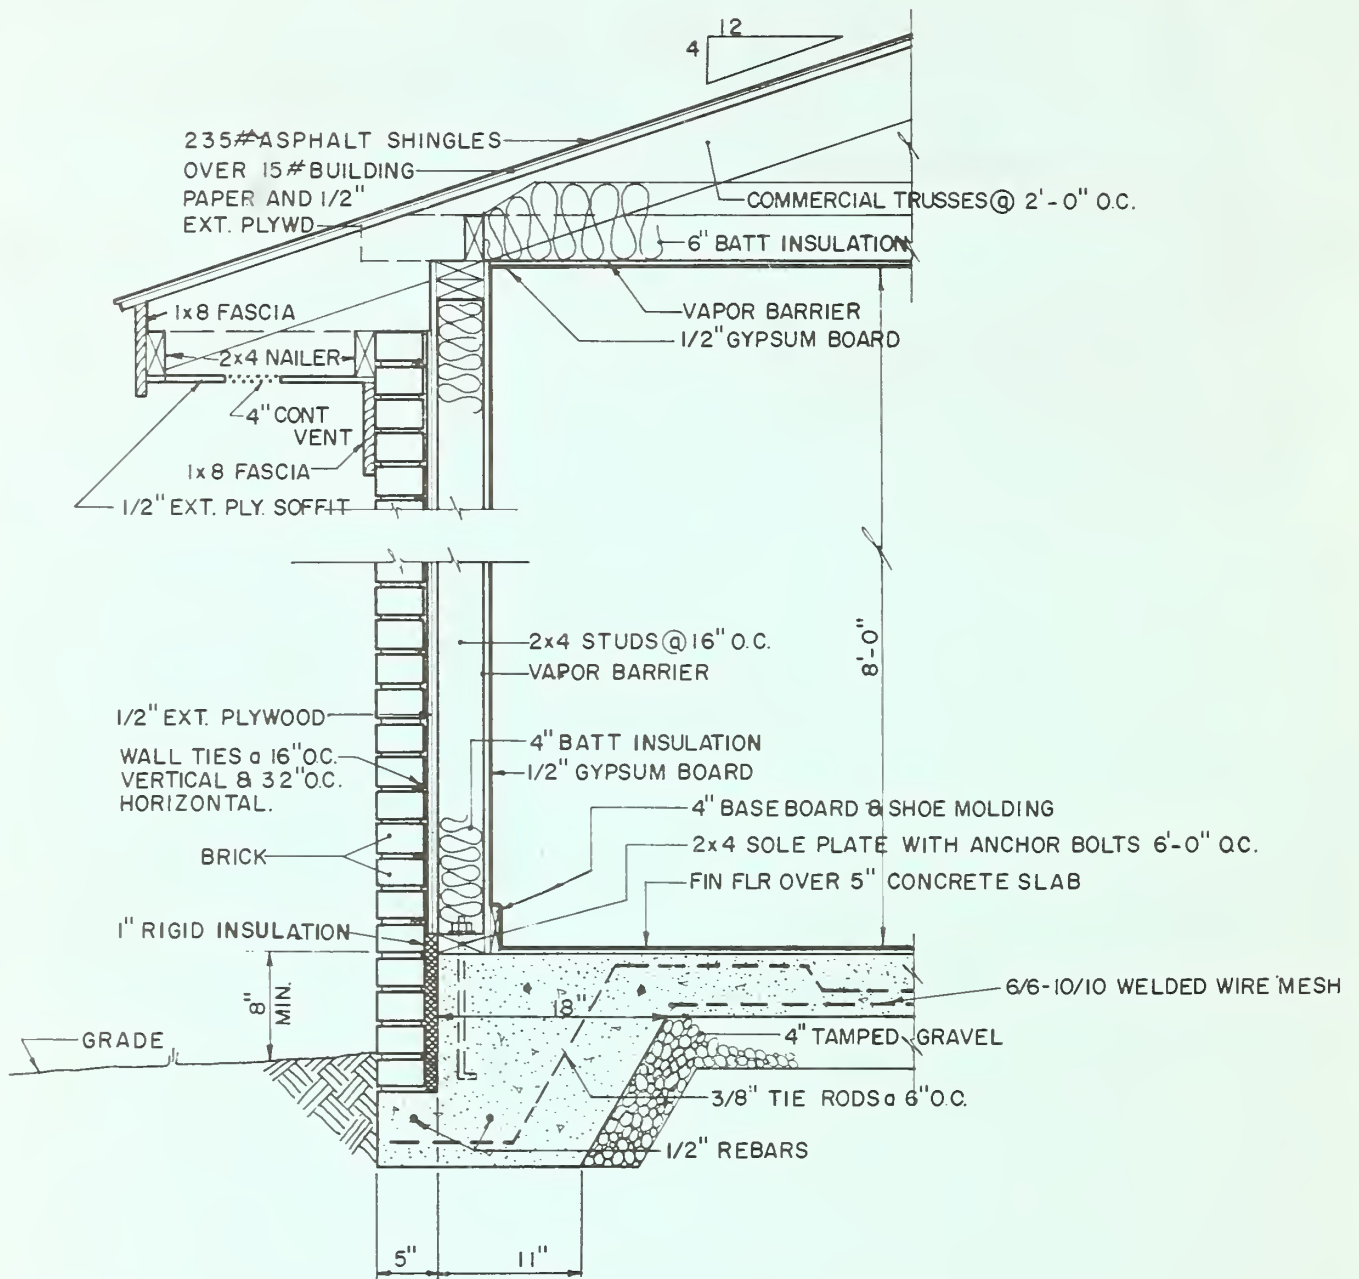 12
4
235# ASPHALT SHINGLES
OVER 15# BUILDING
PAPER AND 1/2"
EXT. PLYWD
COMMERCIAL TRUSSES @ 2'-0" O.C.
6" BATT INSULATION
1x8 FASCIA
VAPOR BARRIER
1/2" GYPSUM BOARD
2x4 NAILER
4" CONT
VENT
1x8 FASCIA
1/2" EXT. PLY. SOFFIT
8'-0"
2x4 STUDS @ 16" O.C.
VAPOR BARRIER
1/2" EXT. PLYWOOD
WALL TIES a 16" O.C.
VERTICAL & 32" O.C.
HORIZONTAL.
4" BATT INSULATION
1/2" GYPSUM BOARD
4" BASEBOARD & SHOE MOLDING
BRICK
2x4 SOLE PLATE WITH ANCHOR BOLTS 6'-0" O.C.
FIN FLR OVER 5" CONCRETE SLAB
1" RIGID INSULATION
8"
MIN.
18"
6/6-10/10 WELDED WIRE MESH
GRADE
4" TAMPED GRAVEL
3/8" TIE RODS a 6" O.C.
1/2" REBARS
5"
11"